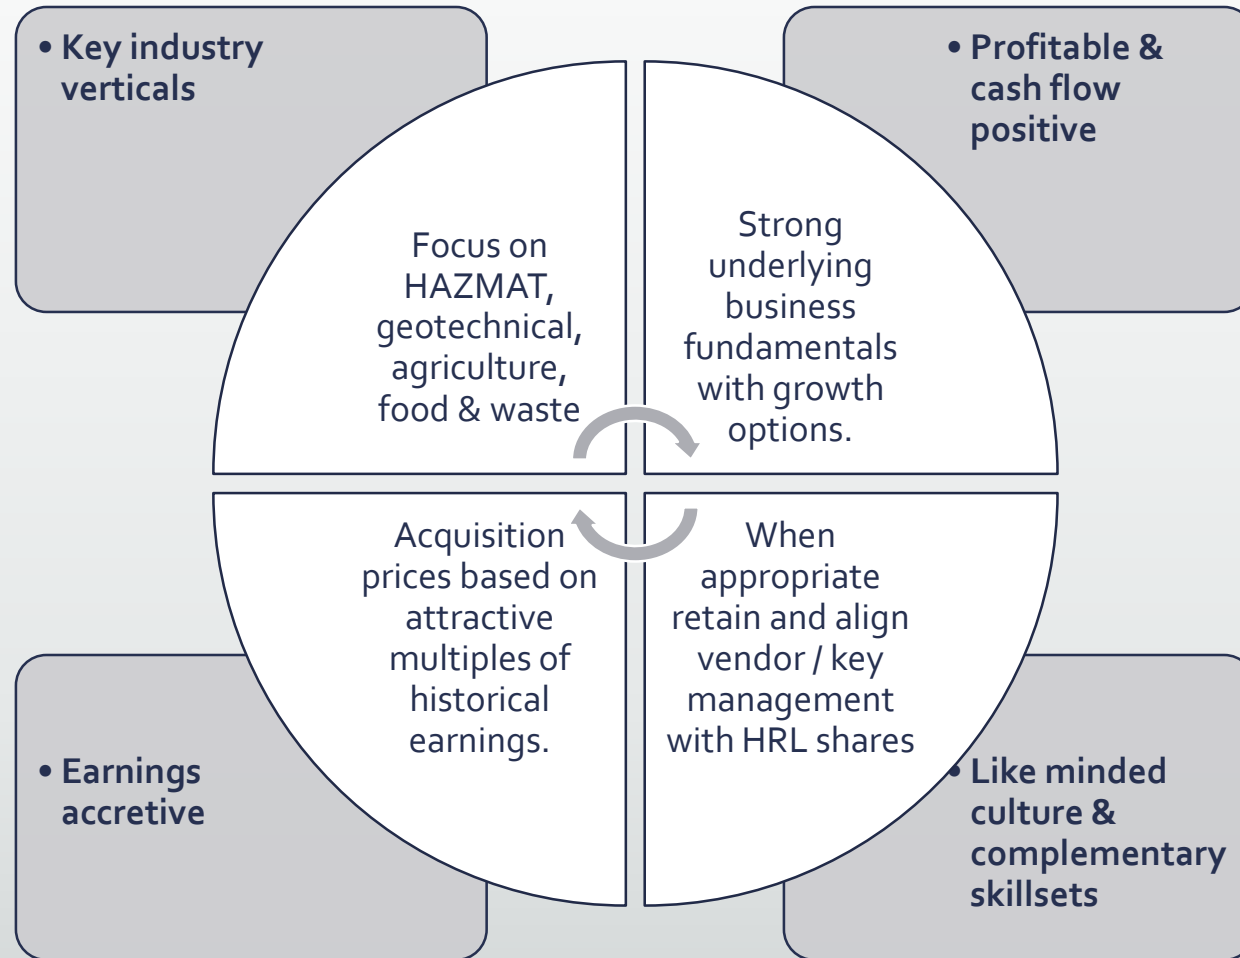 • Key industry
verticals
Focus on
HAZMAT,
geotechnical,
agriculture,
food & waste
• Profitable &
cash flow
positive
Strong
underlying
business
fundamentals
with growth
options.
Acquisition
prices based on
attractive
multiples of
historical
earnings.
• Earnings
accretive
When
appropriate
retain and align
vendor / key
management
with HRL shares
• Like minded
culture &
complementary
skillsets